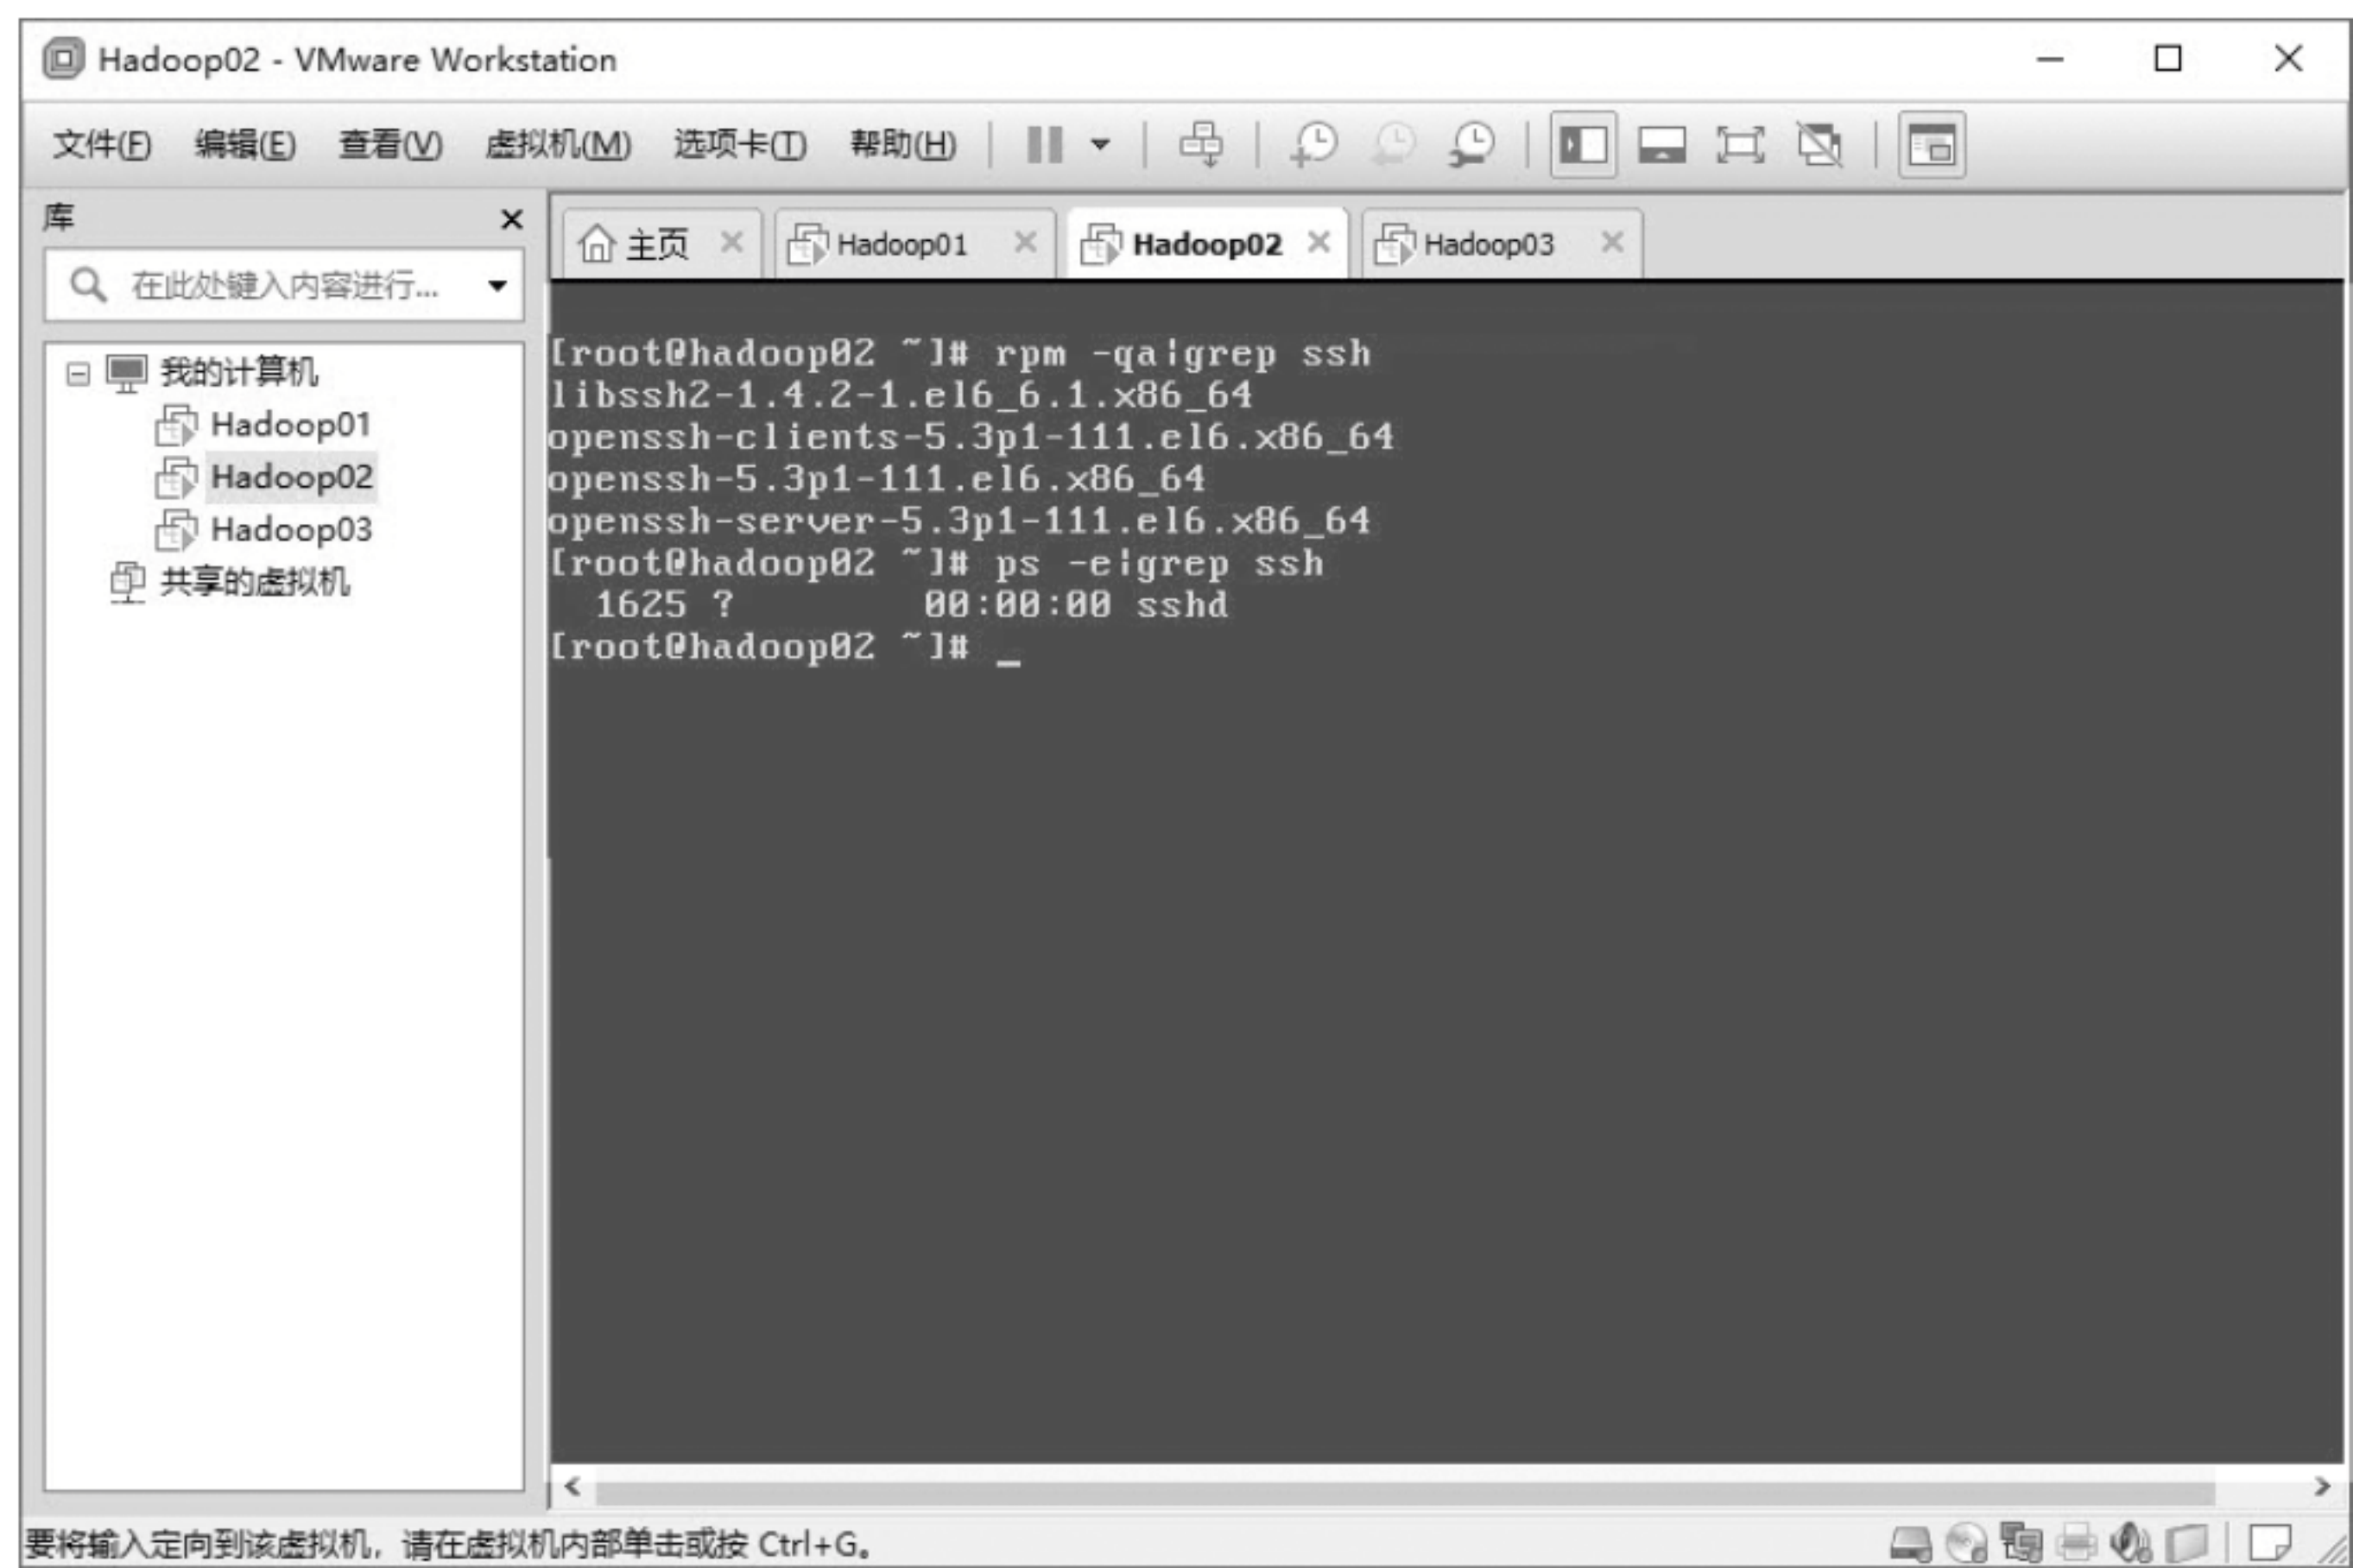 Hadoop02 - VMware Workstation
文件(F) 编辑(E) 查看(V) 虚拟机(M) 选项卡(T) 帮助(H)
库
在此处键入内容进行...
我的计算机
Hadoop01
Hadoop02
Hadoop03
共享的虚拟机
主页 Hadoop01 Hadoop02 Hadoop03
[root@hadoop02 ~]# rpm -qa|grep ssh
libssh2-1.4.2-1.el6_6.1.x86_64
openssh-clients-5.3p1-111.el6.x86_64
openssh-5.3p1-111.el6.x86_64
openssh-server-5.3p1-111.el6.x86_64
[root@hadoop02 ~]# ps -e|grep ssh
1625 ? 00:00:00 sshd
[root@hadoop02 ~]# _
要将输入定向到该虚拟机，请在虚拟机内部单击或按 Ctrl+G。